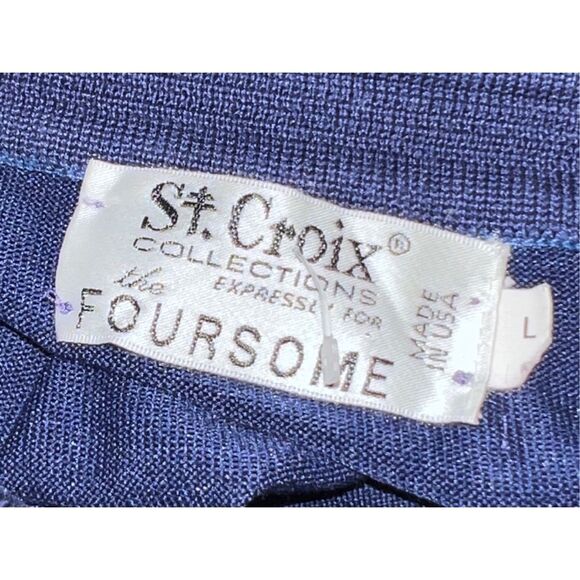 St. Croix®
COLLECTIONS
EXPRESSLY FOR
the
FOURSOME
MADE
IN USA
L